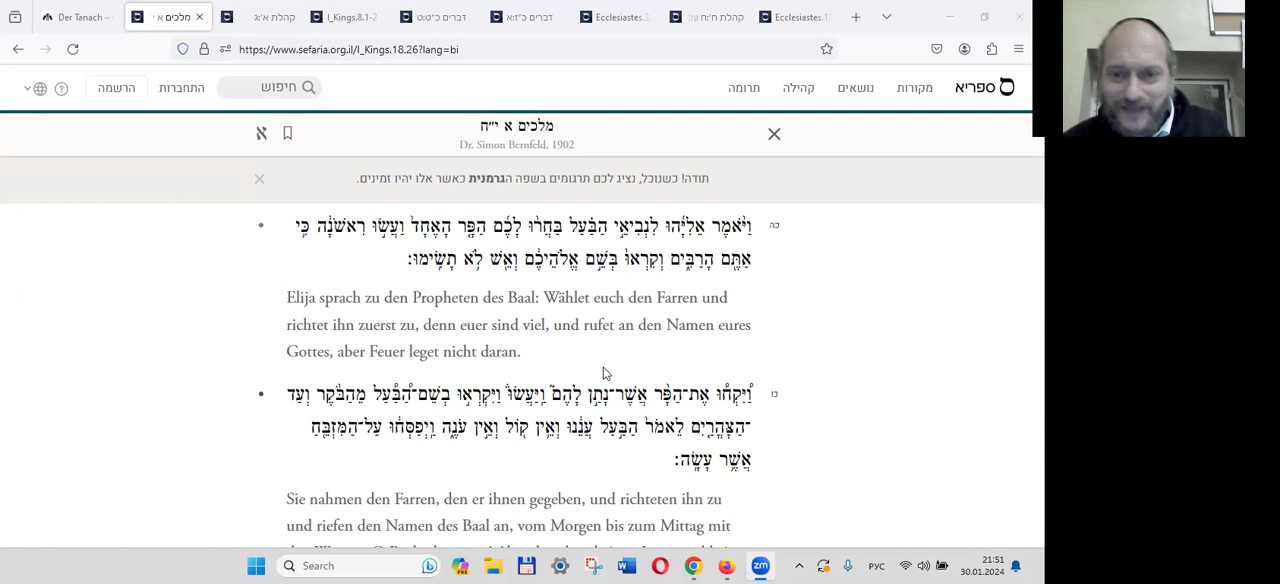 Der Tanach –
מלכים א י
קהלת א׳:ג
I_Kings.8.1-2
דברים כ״ט:ט
דברים כ״ז:א
Ecclesiastes.8
קהלת ח׳:ח עם
Ecclesiastes.12
https://www.sefaria.org.il/I_Kings.18.26?lang=bi
ספריא
מקורות
נושאים
קהילה
תרומה
חיפוש
התחברות
הרשמה
מלכים א י״ח
Dr. Simon Bernfeld, 1902
תודה! כשנוכל, נציג לכם תרגומים בשפה הגרמנית כאשר אלו יהיו זמינים.
כה
וַיֹּ֨אמֶר אֵלִיָּ֜הוּ לִנְבִיאֵ֣י הַבַּ֗עַל בַּחֲר֨וּ לָכֶ֜ם הַפָּ֤ר הָאֶחָד֙ וַעֲשׂ֣וּ רִאשֹׁנָ֔ה כִּ֥י
אַתֶּ֖ם הָרַבִּ֑ים וְקִרְאוּ֙ בְּשֵׁ֣ם אֱלֹהֵיכֶ֔ם וְאֵ֖שׁ לֹ֥א תָשִֽׂימוּ׃
Elija sprach zu den Propheten des Baal: Wählet euch den Farren und
richtet ihn zuerst zu, denn euer sind viel, und rufet an den Namen eures
Gottes, aber Feuer leget nicht daran.
כו
וַ֠יִּקְח֠וּ אֶת־הַפָּ֨ר אֲשֶׁר־נָתַ֣ן לָהֶם֮ וַֽיַּעֲשׂוּ֒ וַיִּקְרְא֣וּ בְשֵׁם־הַ֠בַּ֠עַל מֵהַבֹּ֨קֶר וְעַד
־הַצׇּהֳרַ֤יִם לֵאמֹר֙ הַבַּ֣עַל עֲנֵ֔נוּ וְאֵ֥ין ק֖וֹל וְאֵ֣ין עֹנֶ֑ה וַֽיְפַסְּח֔וּ עַל־הַמִּזְבֵּ֖חַ
אֲשֶׁ֥ר עָשָֽׂה׃
Sie nahmen den Farren, den er ihnen gegeben, und richteten ihn zu
und riefen den Namen des Baal an, vom Morgen bis zum Mittag mit
Search
РУС
21:51
30.01.2024